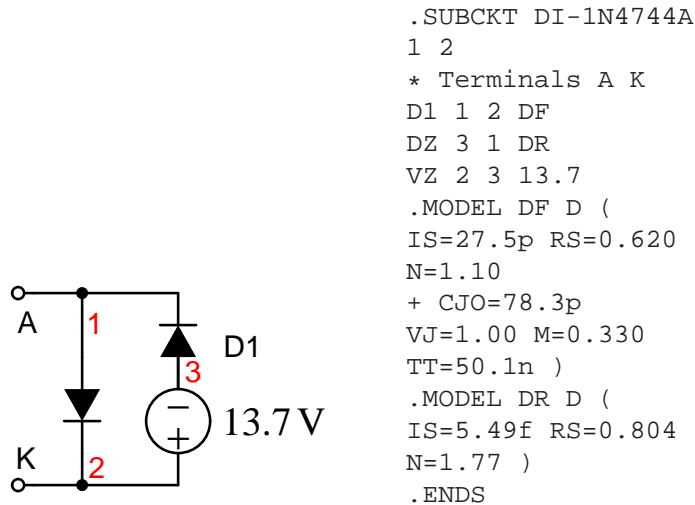 .SUBCKT DI-1N4744A
1 2
* Terminals A K
D1 1 2 DF
DZ 3 1 DR
VZ 2 3 13.7
.MODEL DF D (
IS=27.5p RS=0.620
N=1.10
+ CJO=78.3p
VJ=1.00 M=0.330
TT=50.1n )
.MODEL DR D (
IS=5.49f RS=0.804
N=1.77 )
.ENDS
A
1
D1
3
−
13.7 V
+
K
2